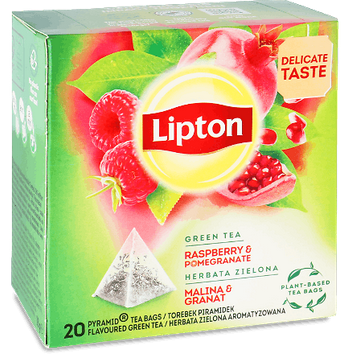 DELICATE
TASTE
Lipton
GREEN TEA
RASPBERRY &
POMEGRANATE
HERBATA ZIELONA
MALINA &
GRANAT
PLANT-BASED
TEA BAGS
20 PYRAMID® TEA BAGS / TOREBEK PIRAMIDEK
FLAVOURED GREEN TEA / HERBATA ZIELONA AROMATYZOWANA